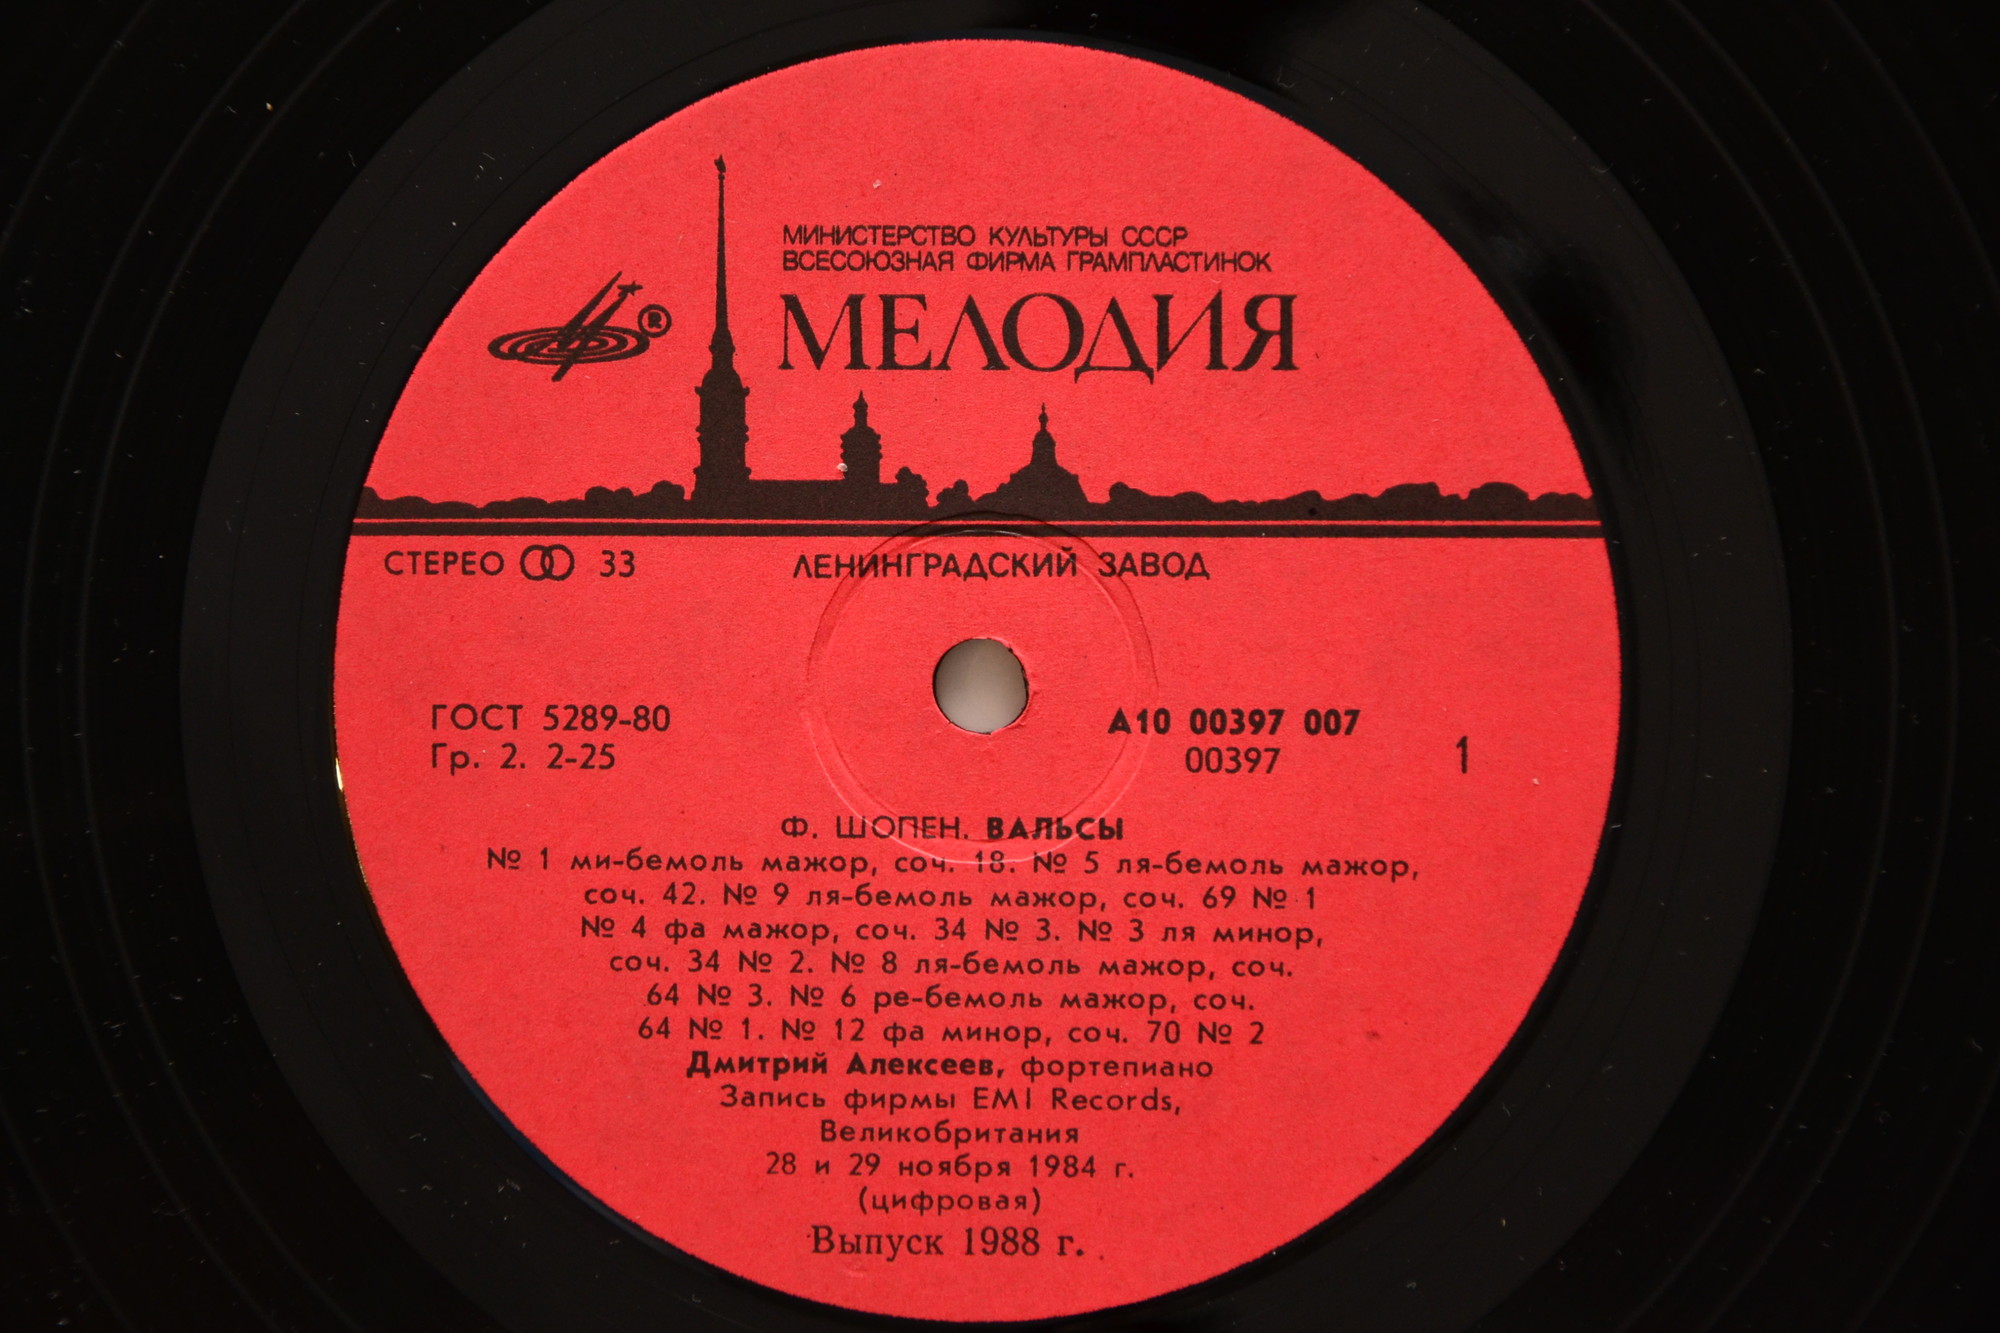 МИНИСТЕРСТВО КУЛЬТУРЫ СССР
ВСЕСОЮЗНАЯ ФИРМА ГРАМПЛАСТИНОК
МЕЛОДИЯ
®
СТЕРЕО 33 ЛЕНИНГРАДСКИЙ ЗАВОД
ГОСТ 5289-80 А10 00397 007
Гр. 2. 2-25 00397 1
Ф. ШОПЕН. ВАЛЬСЫ
№ 1 ми-бемоль мажор, соч. 18. № 5 ля-бемоль мажор,
соч. 42. № 9 ля-бемоль мажор, соч. 69 № 1
№ 4 фа мажор, соч. 34 № 3. № 3 ля минор,
соч. 34 № 2. № 8 ля-бемоль мажор, соч.
64 № 3. № 6 ре-бемоль мажор, соч.
64 № 1. № 12 фа минор, соч. 70 № 2
Дмитрий Алексеев, фортепиано
Запись фирмы EMI Records,
Великобритания
28 и 29 ноября 1984 г.
(цифровая)
Выпуск 1988 г.